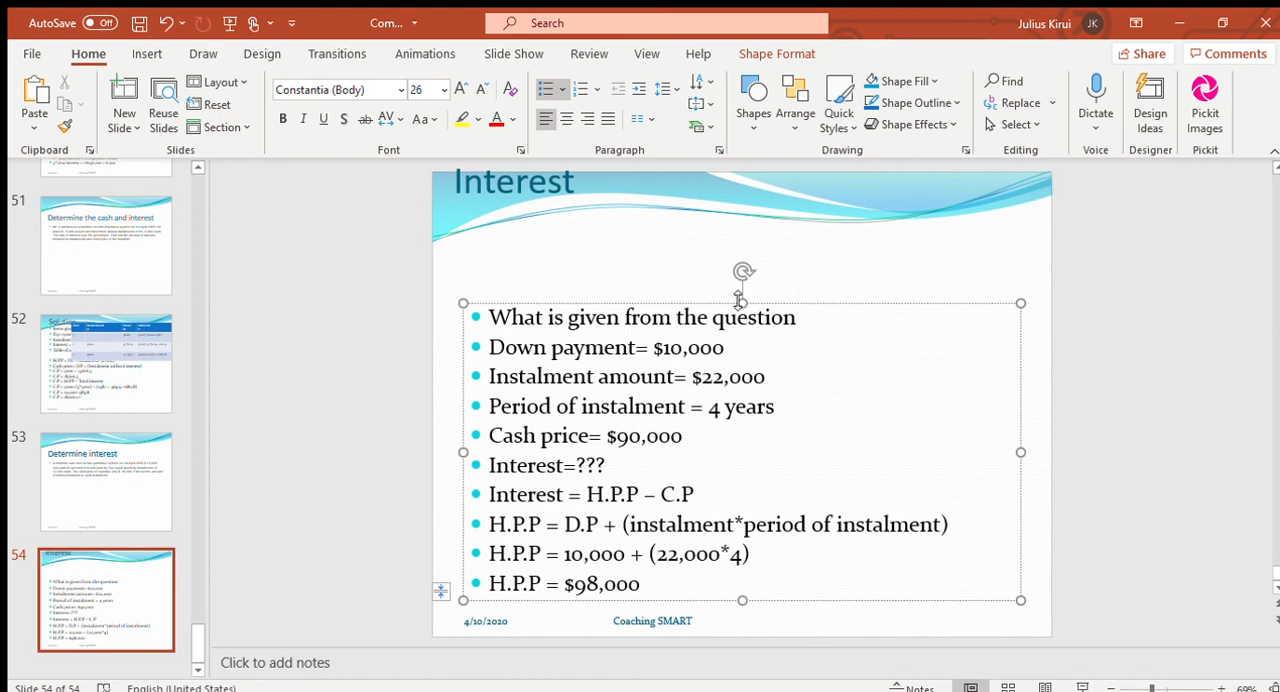 AutoSave Off Com... Search Julius Kirui JK
File Home Insert Draw Design Transitions Animations Slide Show Review View Help Shape Format Share Comments
Paste New Slide Reuse Slides Layout Reset Section
Constantia (Body) 26
B I U S ab AV Aa A
Shapes Arrange Quick Styles Shape Fill Shape Outline Shape Effects
Find Replace Select
Dictate Design Ideas Pickit Images
Clipboard Slides Font Paragraph Drawing Editing Voice Designer Pickit
51
Determine the cash and interest
52
53
Determine interest
54
Interest
• What is given from the question
• Down payment= $10,000
• Instalment amount= $22,000
• Period of instalment = 4 years
• Cash price= $90,000
• Interest=???
• Interest = H.P.P – C.P
• H.P.P = D.P + (instalment*period of instalment)
• H.P.P = 10,000 + (22,000*4)
• H.P.P = $98,000
4/10/2020 Coaching SMART
Click to add notes
Slide 54 of 54 English (United States) Notes 69%